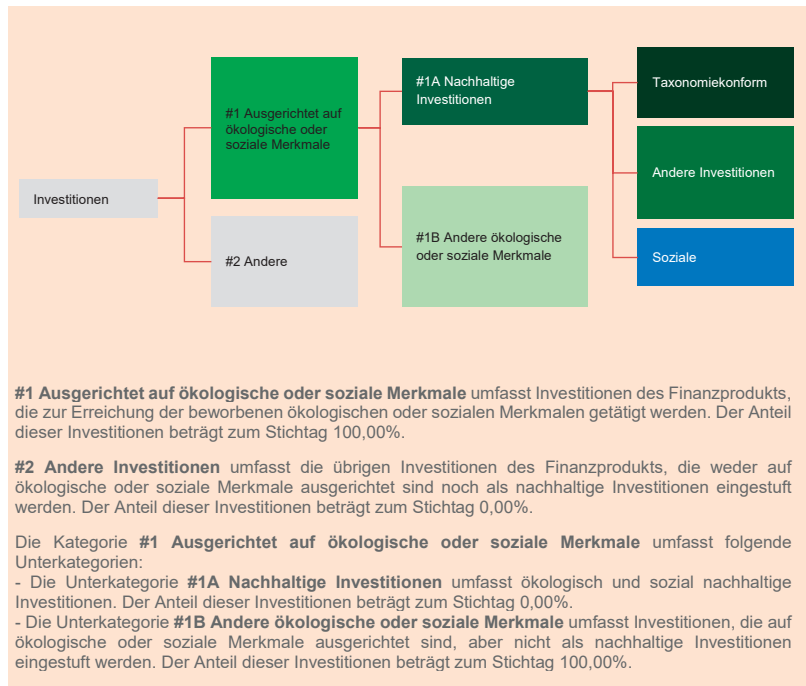 Investitionen
#1 Ausgerichtet auf
ökologische oder
soziale Merkmale
#2 Andere
#1A Nachhaltige
Investitionen
#1B Andere ökologische
oder soziale Merkmale
Taxonomiekonform
Andere Investitionen
Soziale
#1 Ausgerichtet auf ökologische oder soziale Merkmale umfasst Investitionen des Finanzprodukts,
die zur Erreichung der beworbenen ökologischen oder sozialen Merkmalen getätigt werden. Der Anteil
dieser Investitionen beträgt zum Stichtag 100,00%.
#2 Andere Investitionen umfasst die übrigen Investitionen des Finanzprodukts, die weder auf
ökologische oder soziale Merkmale ausgerichtet sind noch als nachhaltige Investitionen eingestuft
werden. Der Anteil dieser Investitionen beträgt zum Stichtag 0,00%.
Die Kategorie #1 Ausgerichtet auf ökologische oder soziale Merkmale umfasst folgende
Unterkategorien:
- Die Unterkategorie #1A Nachhaltige Investitionen umfasst ökologisch und sozial nachhaltige
Investitionen. Der Anteil dieser Investitionen beträgt zum Stichtag 0,00%.
- Die Unterkategorie #1B Andere ökologische oder soziale Merkmale umfasst Investitionen, die auf
ökologische oder soziale Merkmale ausgerichtet sind, aber nicht als nachhaltige Investitionen
eingestuft werden. Der Anteil dieser Investitionen beträgt zum Stichtag 100,00%.